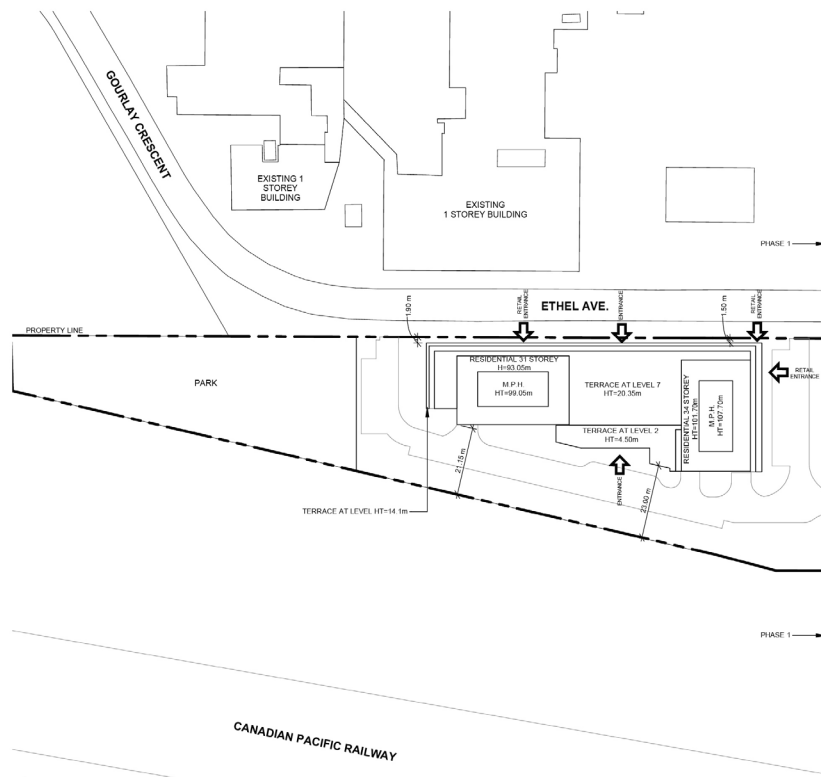 GOURLAY CRESCENT
EXISTING 1
STOREY
BUILDING
EXISTING
1 STOREY BUILDING
PHASE 1
ETHEL AVE.
1.90 m
RETAIL
ENTRANCE
ENTRANCE
1.50 m
RETAIL
ENTRANCE
PROPERTY LINE
RESIDENTIAL 31 STOREY
H=93.05m
M.P.H.
HT=99.05m
TERRACE AT LEVEL 7
HT=20.35m
RESIDENTIAL 34 STOREY
HT=101.70m
M.P.H.
HT=107.70m
RETAIL
ENTRANCE
PARK
TERRACE AT LEVEL 2
HT=4.50m
21.15 m
ENTRANCE
23.60 m
TERRACE AT LEVEL HT=14.1m
PHASE 1
CANADIAN PACIFIC RAILWAY